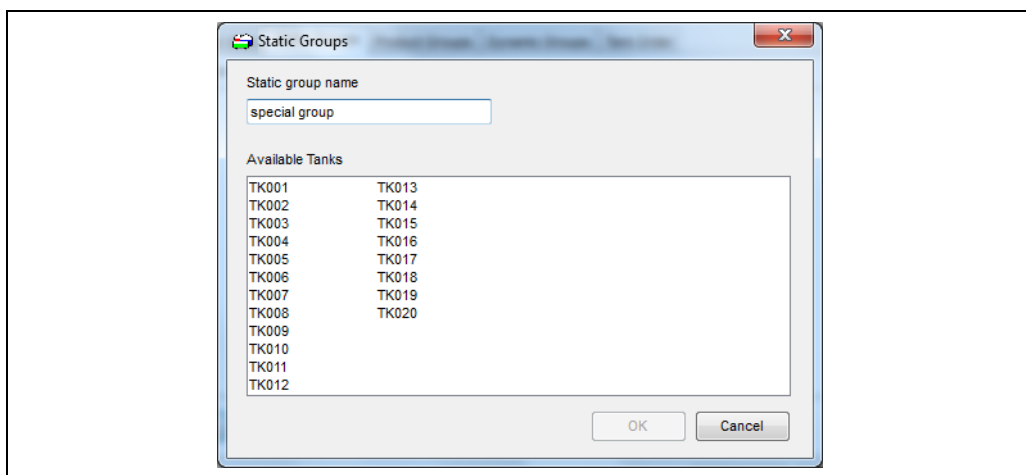 Static Groups
Static group name
special group
Available Tanks
TK001
TK002
TK003
TK004
TK005
TK006
TK007
TK008
TK009
TK010
TK011
TK012
TK013
TK014
TK015
TK016
TK017
TK018
TK019
TK020
OK
Cancel